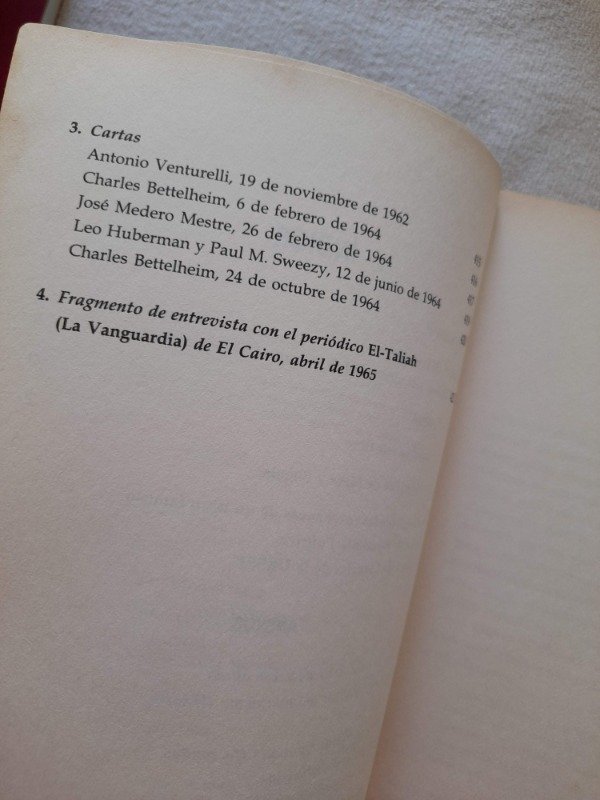 3. Cartas
Antonio Venturelli, 19 de noviembre de 1962
Charles Bettelheim, 6 de febrero de 1964
José Medero Mestre, 26 de febrero de 1964
Leo Huberman y Paul M. Sweezy, 12 de junio de 1964
Charles Bettelheim, 24 de octubre de 1964
4. Fragmento de entrevista con el periódico El-Taliah
(La Vanguardia) de El Cairo, abril de 1965